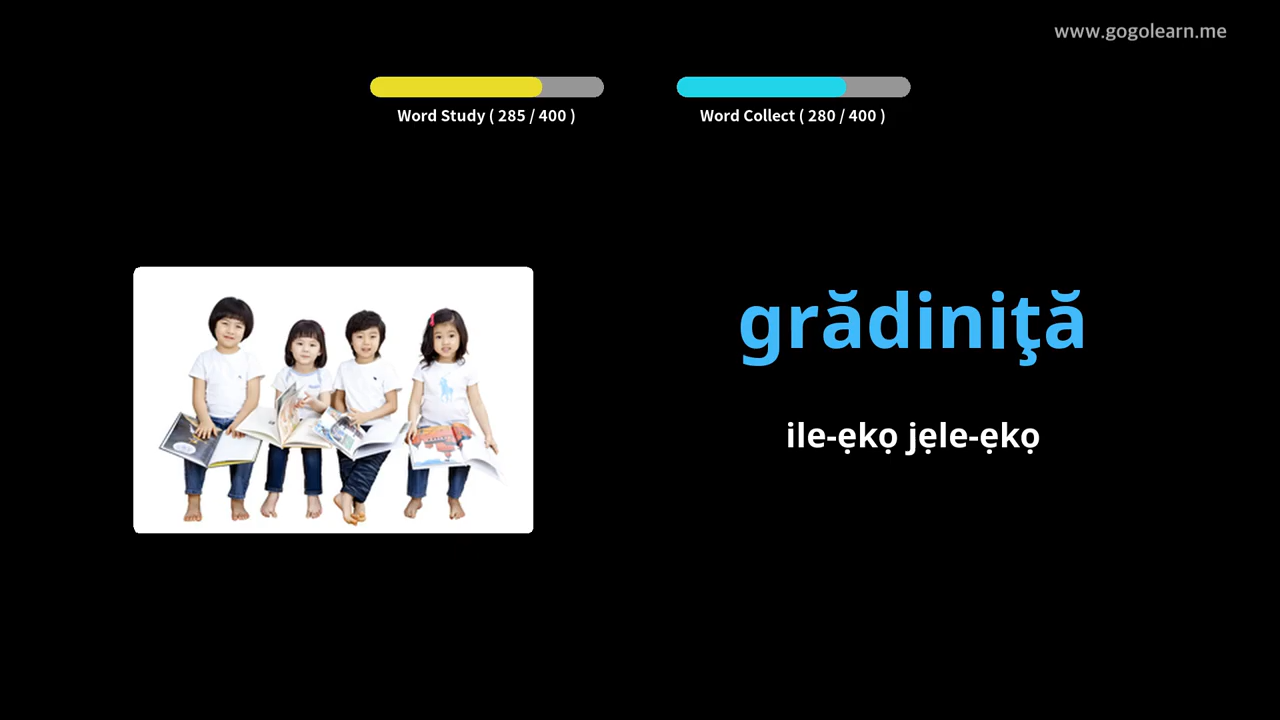 www.gogolearn.me
Word Study ( 285 / 400 )
Word Collect ( 280 / 400 )
grădiniţă
ile-ẹkọ jẹle-ẹkọ